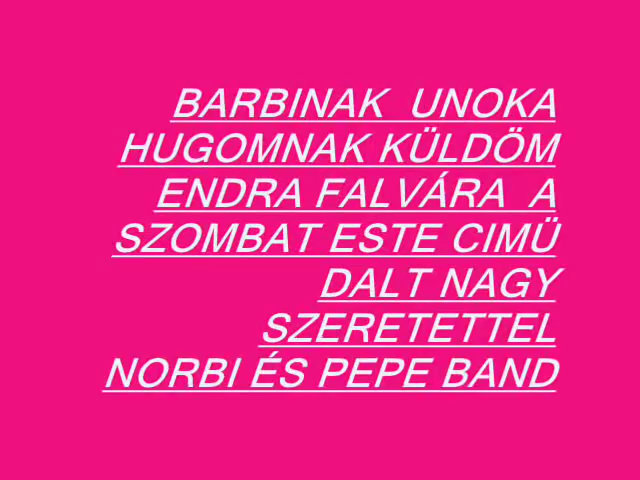 BARBINAK  UNOKA
HUGOMNAK KÜLDÖM
ENDRA FALVÁRA  A
SZOMBAT ESTE CIMÜ
DALT NAGY
SZERETETTEL
NORBI ÉS PEPE BAND